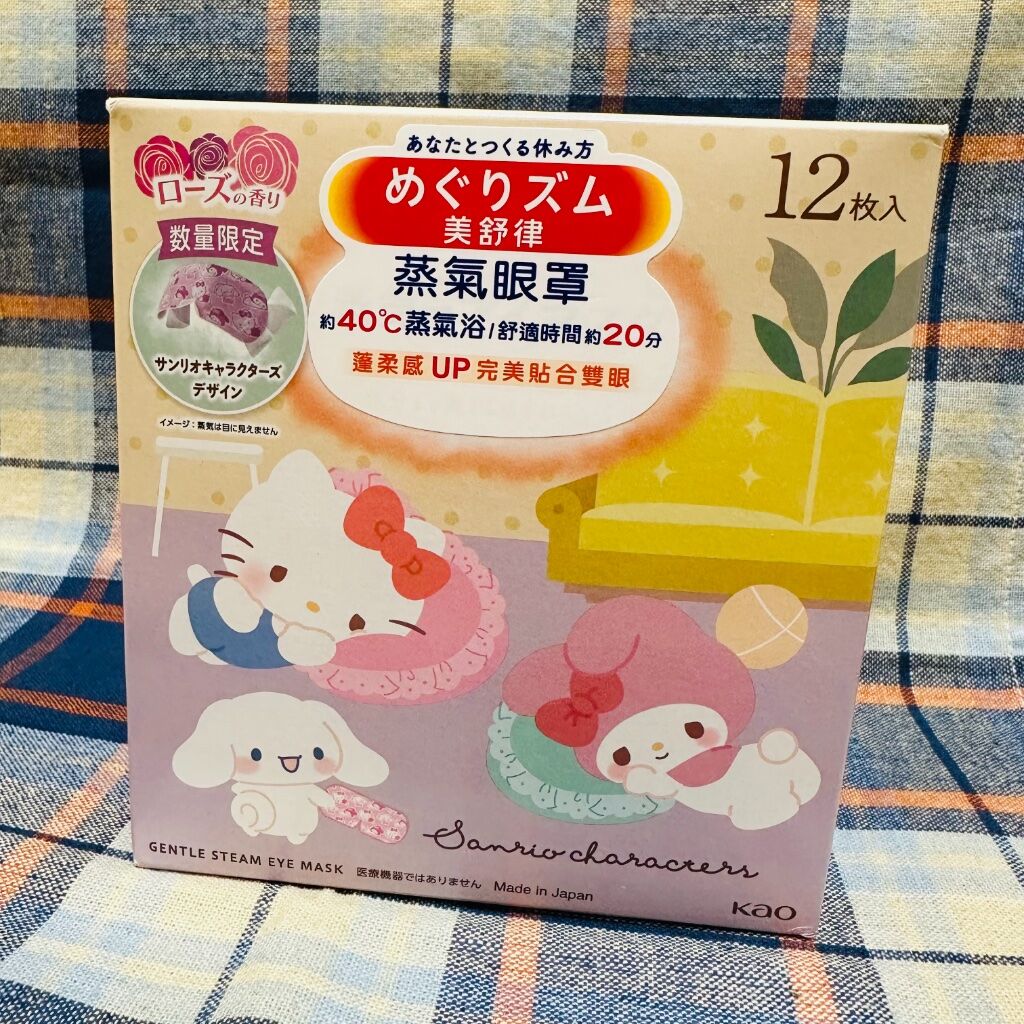 あなたとつくる休み方
めぐりズム
美舒律
蒸氣眼罩
約40℃蒸氣浴/舒適時間約20分
蓬柔感 UP 完美貼合雙眼
12枚入
ローズの香り
数量限定
サンリオキャラクターズ
デザイン
イメージ:蒸気は目に見えません
Sanrio characters
GENTLE STEAM EYE MASK 医療機器ではありません Made in Japan
Kao